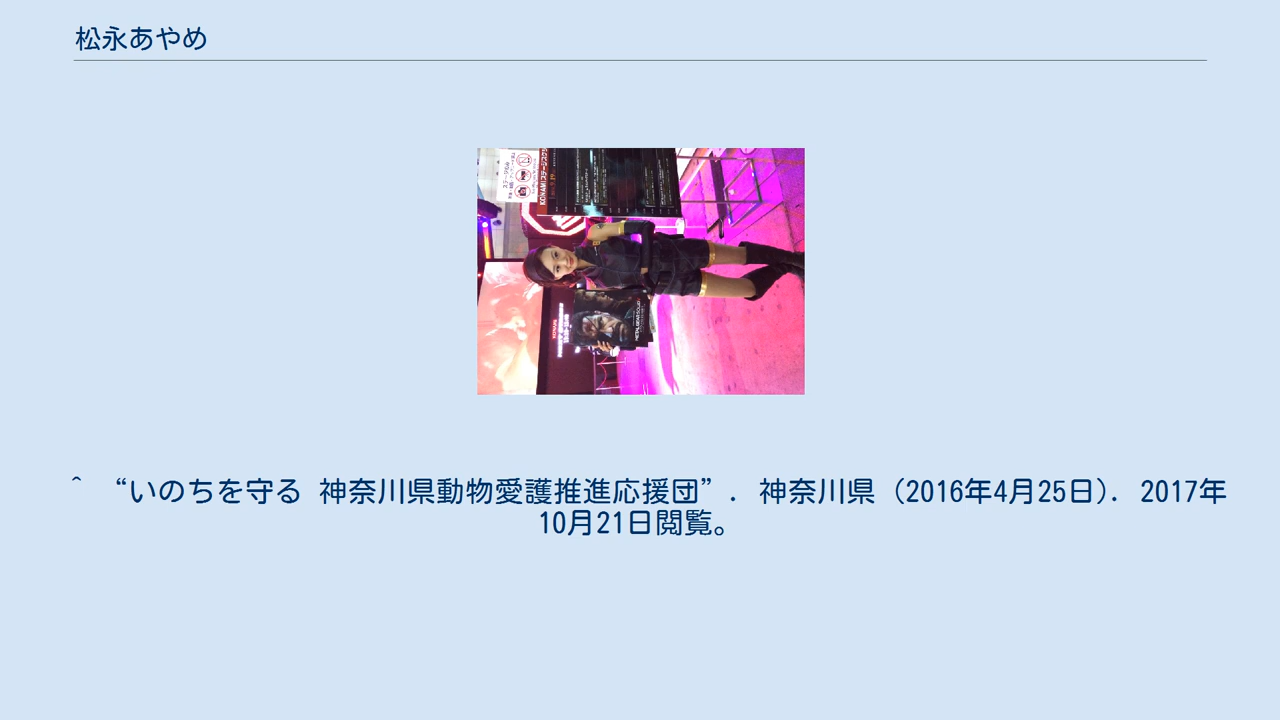 松永あやめ
^ “いのちを守る 神奈川県動物愛護推進応援団”. 神奈川県 (2016年4月25日). 2017年
10月21日閲覧。